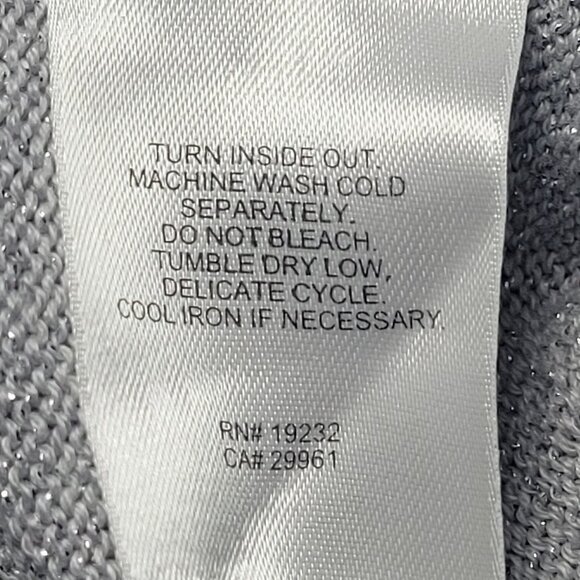 TURN INSIDE OUT.
MACHINE WASH COLD
SEPARATELY.
DO NOT BLEACH.
TUMBLE DRY LOW,
DELICATE CYCLE.
COOL IRON IF NECESSARY.
RN# 19232
CA# 29961